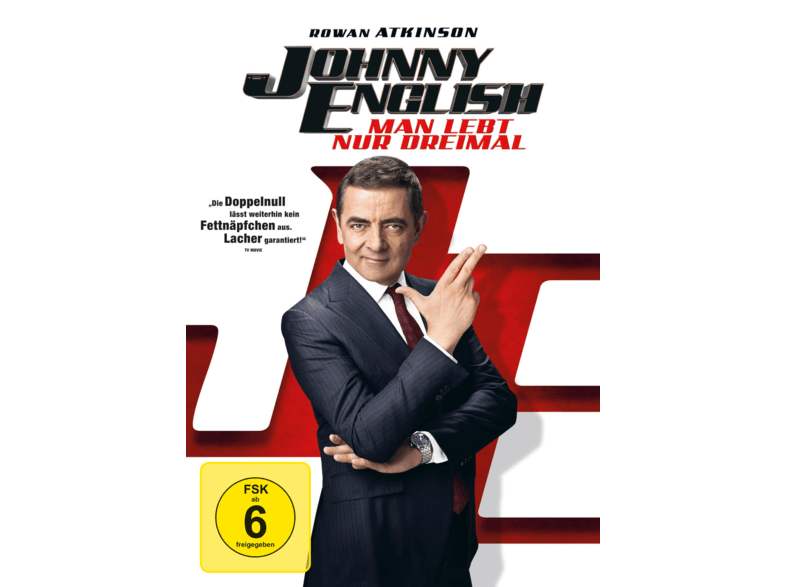 ROWAN ATKINSON
JOHNNY
ENGLISH
MAN LEBT
NUR DREIMAL
„Die Doppelnull
lässt weiterhin kein
Fettnäpfchen aus.
Lacher garantiert!“
TV MOVIE
FSK
ab
6
freigegeben